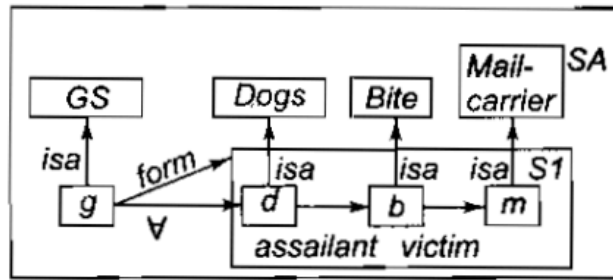 Mail-
carrier
SA
GS
Dogs
Bite
isa
form
isa
isa
isa
S1
g
∀
d
b
m
assailant victim